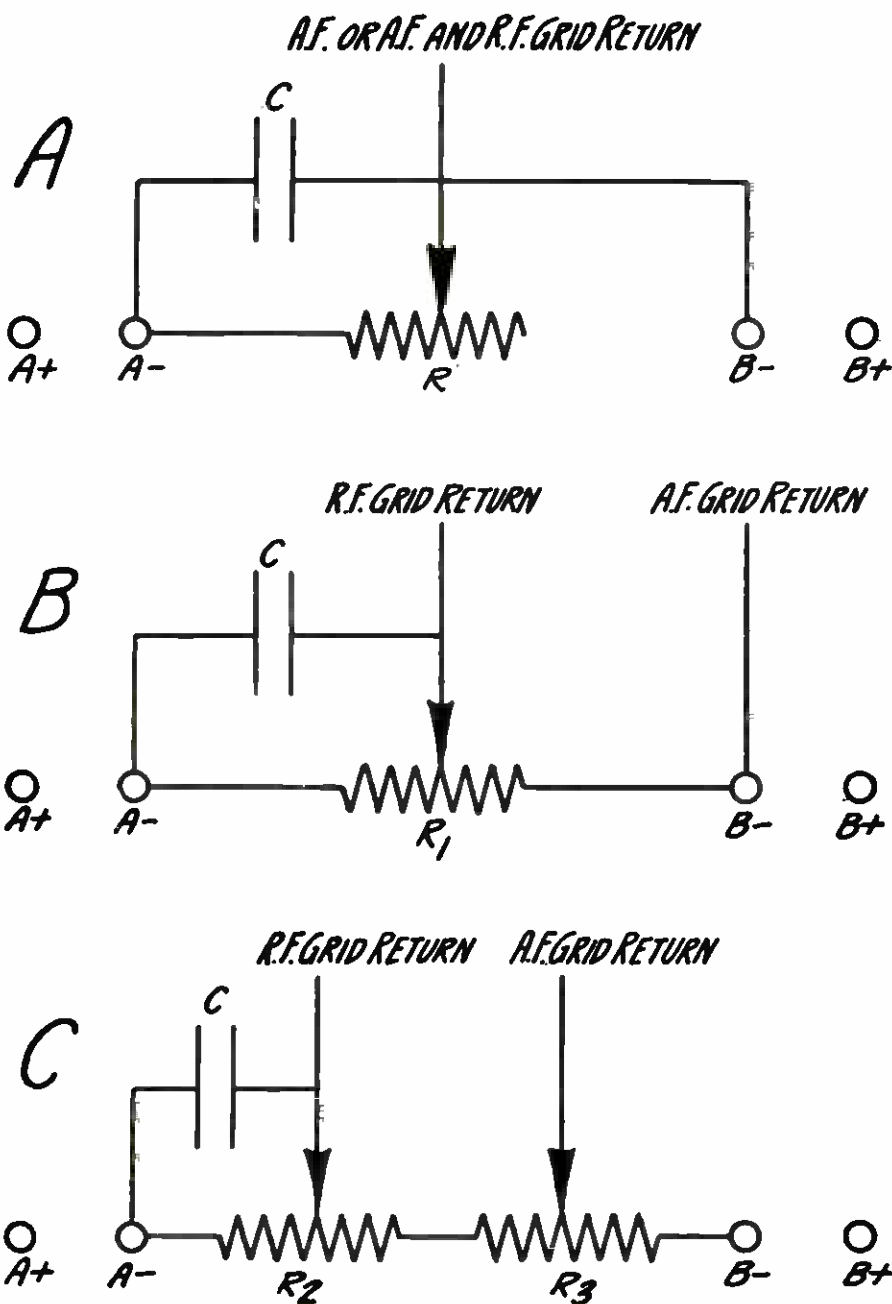 A.F. OR A.F. AND R.F. GRID RETURN
C
A
A+ A- R B- B+
R.F. GRID RETURN A.F. GRID RETURN
C
B
A+ A- R1 B- B+
R.F. GRID RETURN A.F. GRID RETURN
C
C
A+ A- R2 R3 B- B+